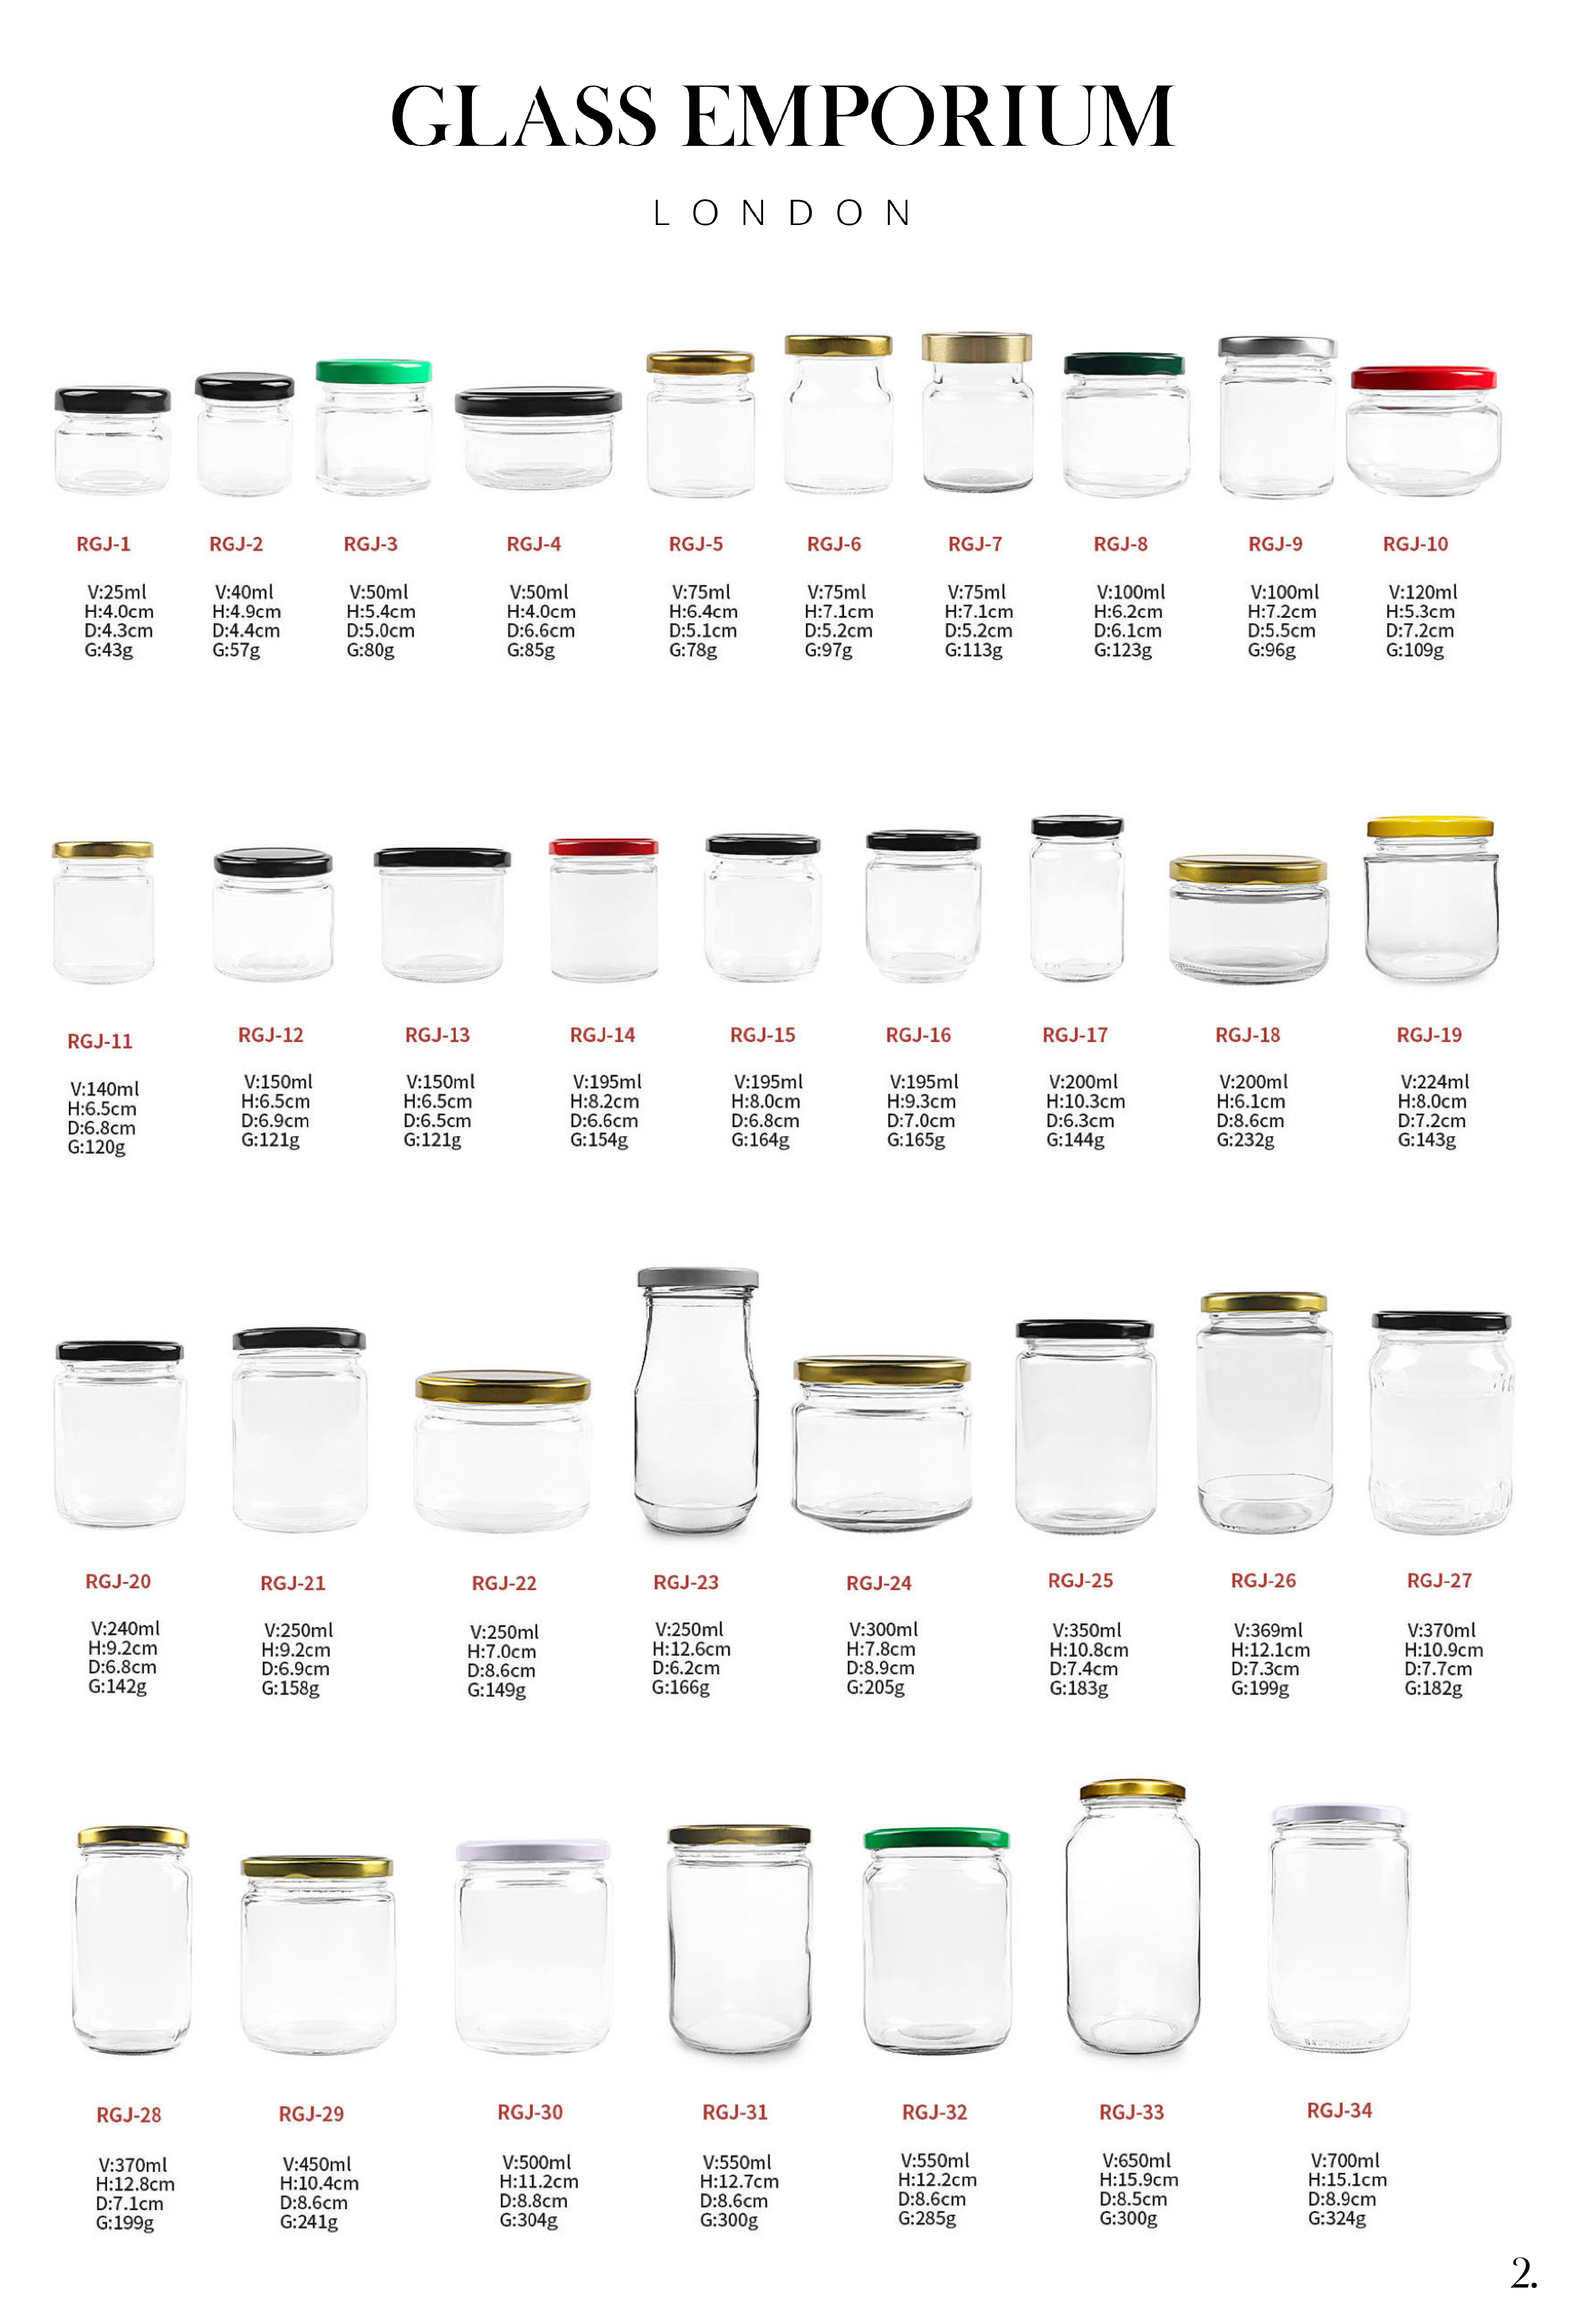 GLASS EMPORIUM
LONDON
RGJ-1
V:25ml
H:4.0cm
D:4.3cm
G:43g
RGJ-2
V:40ml
H:4.9cm
D:4.4cm
G:57g
RGJ-3
V:50ml
H:5.4cm
D:5.0cm
G:80g
RGJ-4
V:50ml
H:4.0cm
D:6.6cm
G:85g
RGJ-5
V:75ml
H:6.4cm
D:5.1cm
G:78g
RGJ-6
V:75ml
H:7.1cm
D:5.2cm
G:97g
RGJ-7
V:75ml
H:7.1cm
D:5.2cm
G:113g
RGJ-8
V:100ml
H:6.2cm
D:6.1cm
G:123g
RGJ-9
V:100ml
H:7.2cm
D:5.5cm
G:96g
RGJ-10
V:120ml
H:5.3cm
D:7.2cm
G:109g
RGJ-11
V:140ml
H:6.5cm
D:6.8cm
G:120g
RGJ-12
V:150ml
H:6.5cm
D:6.9cm
G:121g
RGJ-13
V:150ml
H:6.5cm
D:6.5cm
G:121g
RGJ-14
V:195ml
H:8.2cm
D:6.6cm
G:154g
RGJ-15
V:195ml
H:8.0cm
D:6.8cm
G:164g
RGJ-16
V:195ml
H:9.3cm
D:7.0cm
G:165g
RGJ-17
V:200ml
H:10.3cm
D:6.3cm
G:144g
RGJ-18
V:200ml
H:6.1cm
D:8.6cm
G:232g
RGJ-19
V:224ml
H:8.0cm
D:7.2cm
G:143g
RGJ-20
V:240ml
H:9.2cm
D:6.8cm
G:142g
RGJ-21
V:250ml
H:9.2cm
D:6.9cm
G:158g
RGJ-22
V:250ml
H:7.0cm
D:8.6cm
G:149g
RGJ-23
V:250ml
H:12.6cm
D:6.2cm
G:166g
RGJ-24
V:300ml
H:7.8cm
D:8.9cm
G:205g
RGJ-25
V:350ml
H:10.8cm
D:7.4cm
G:183g
RGJ-26
V:369ml
H:12.1cm
D:7.3cm
G:199g
RGJ-27
V:370ml
H:10.9cm
D:7.7cm
G:182g
RGJ-28
V:370ml
H:12.8cm
D:7.1cm
G:199g
RGJ-29
V:450ml
H:10.4cm
D:8.6cm
G:241g
RGJ-30
V:500ml
H:11.2cm
D:8.8cm
G:304g
RGJ-31
V:550ml
H:12.7cm
D:8.6cm
G:300g
RGJ-32
V:550ml
H:12.2cm
D:8.6cm
G:285g
RGJ-33
V:650ml
H:15.9cm
D:8.5cm
G:300g
RGJ-34
V:700ml
H:15.1cm
D:8.9cm
G:324g
2.